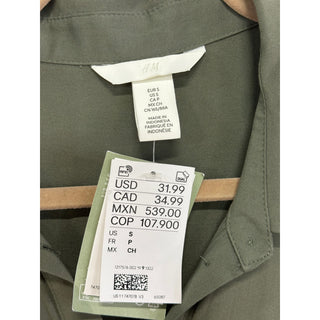 H&M
EUR S
US S
CA P
MX CH
CN 165/88A
MADE IN
INDONESIA
FABRIQUÉ EN
INDONÉSIE
RFID
USD 31.99
CAD 34.99
MXN 539.00
COP 107.900
US S
FR P
MX CH